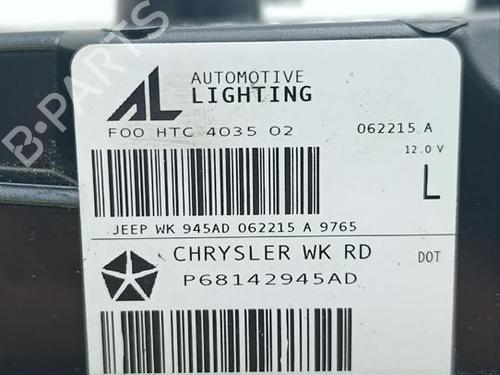 AL AUTOMOTIVE
LIGHTING
F00 HTC 4035 02 062215 A
12.0 V
L
JEEP WK 945AD 062215 A 9765
CHRYSLER WK RD DOT
P68142945AD
B-PARTS